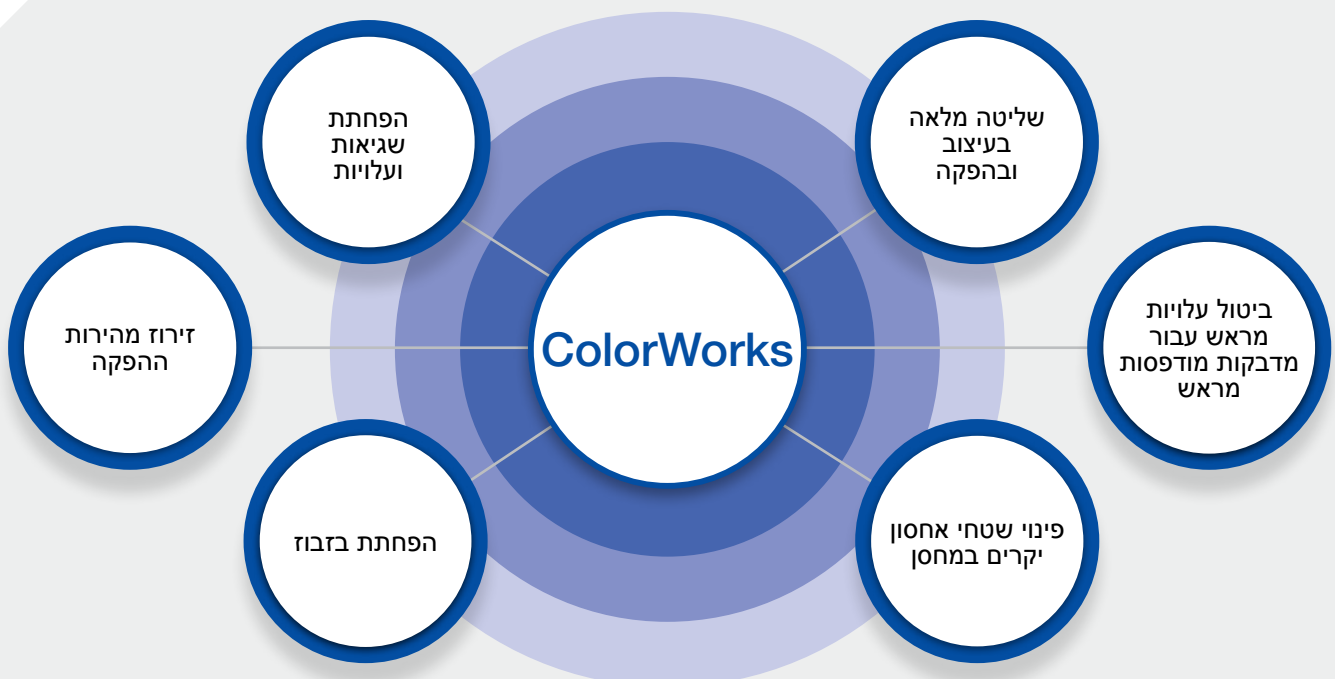 שליטה מלאה
בעיצוב
ובהפקה
הפחתת
שגיאות
ועלויות
ביטול עלויות
מראש עבור
מדבקות מודפסות
מראש
ColorWorks
זירוז מהירות
ההפקה
פינוי שטחי אחסון
יקרים במחסן
הפחתת בזבוז